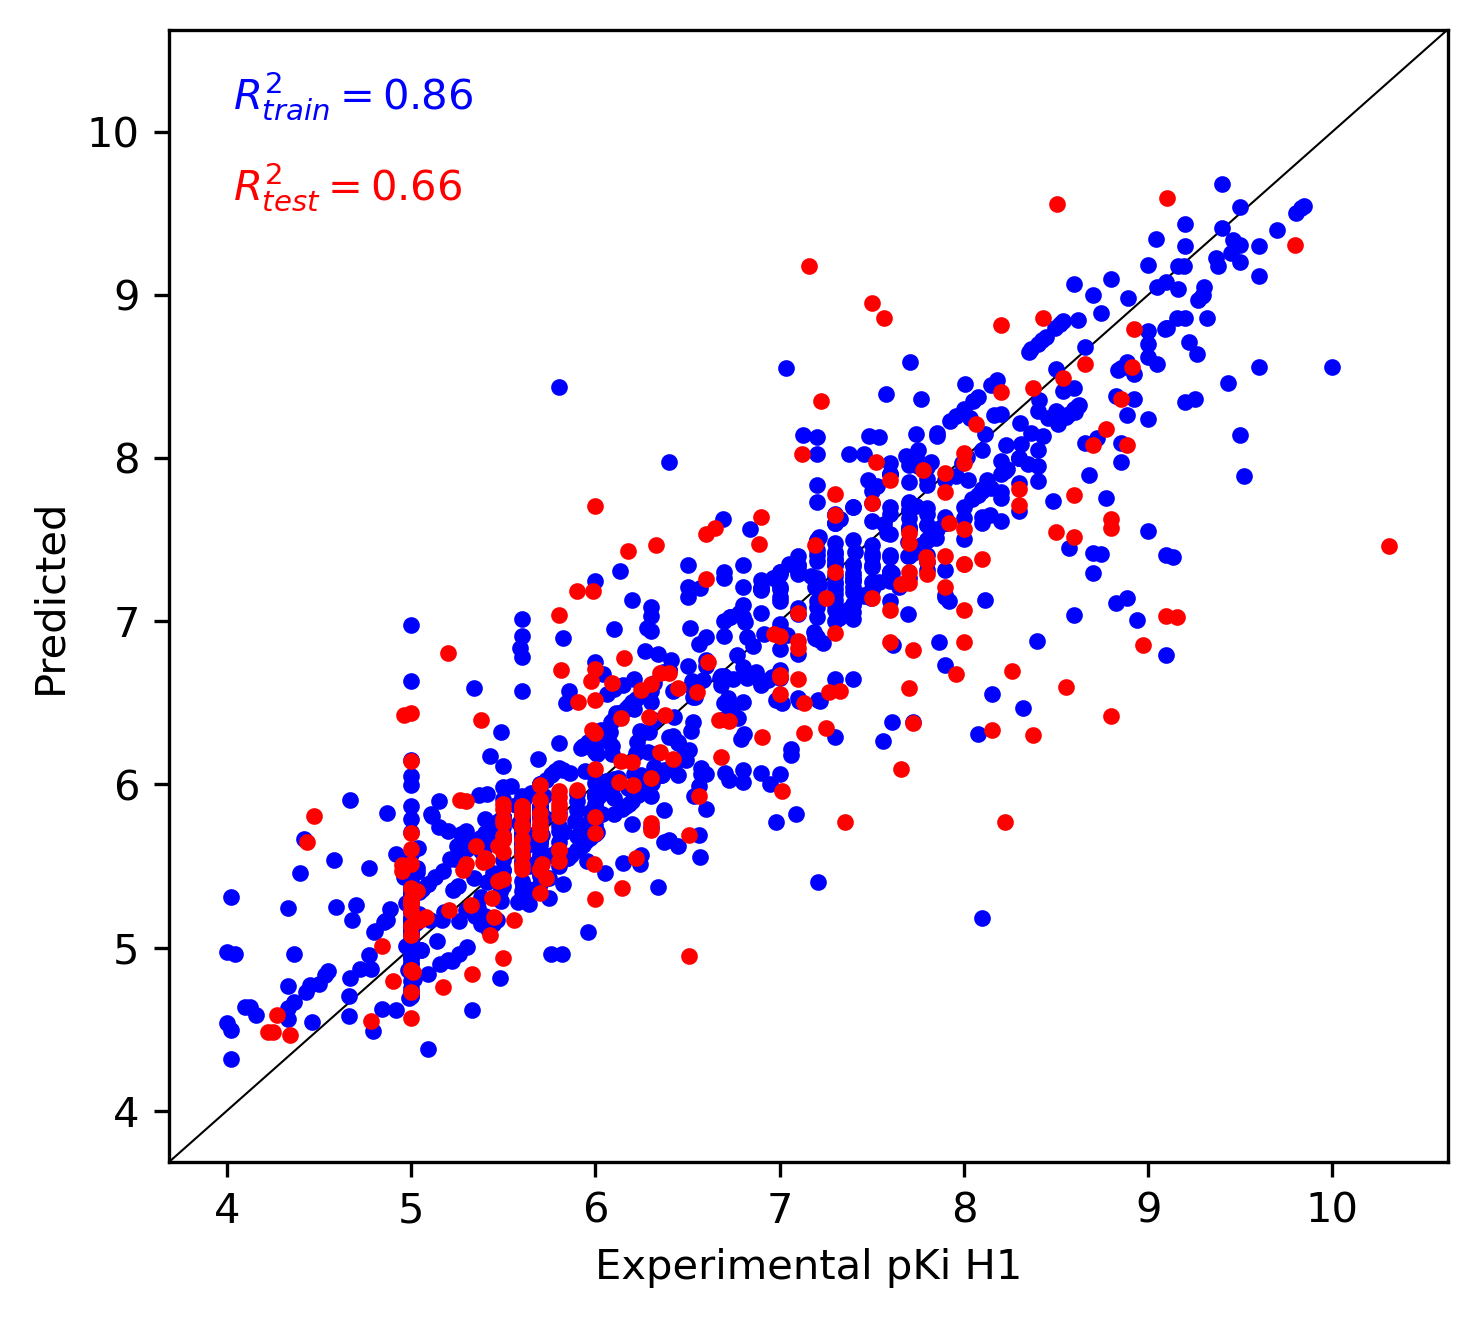 R²train = 0.86
R²test = 0.66
10
9
8
7
6
5
4
Predicted
4 5 6 7 8 9 10
Experimental pKi H1